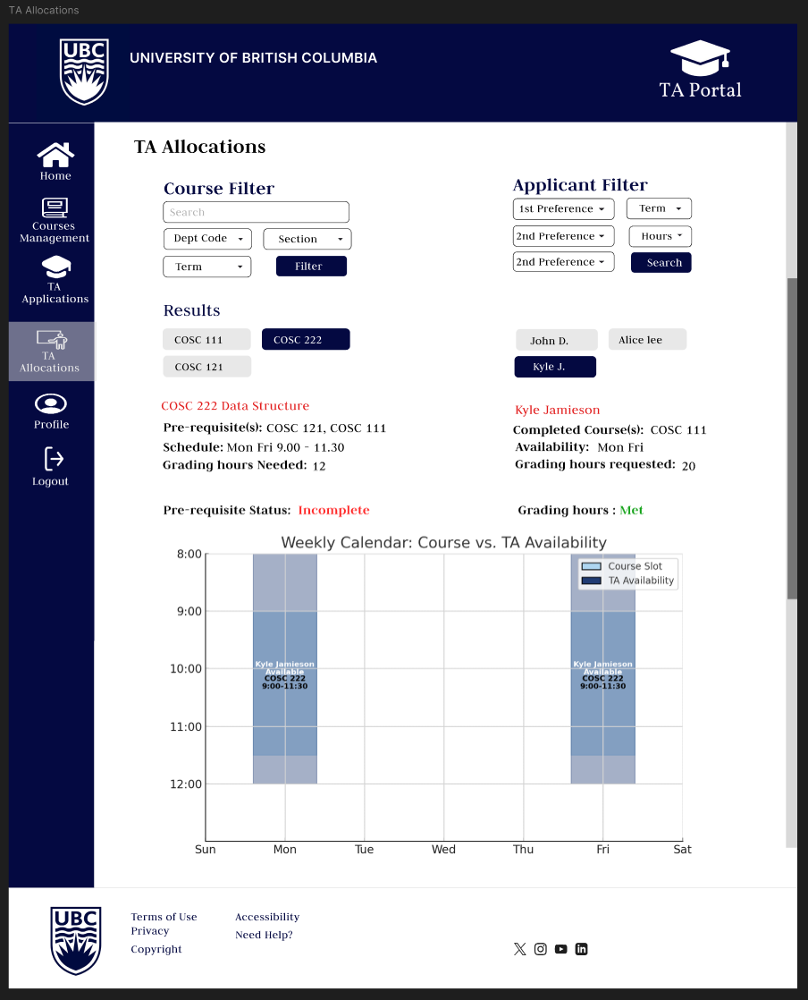 TA Allocations
UBC
UNIVERSITY OF BRITISH COLUMBIA
TA Portal
Home
Courses
Management
TA
Applications
TA
Allocations
Profile
Logout
TA Allocations
Course Filter
Search
Dept Code
Section
Term
Filter
Applicant Filter
1st Preference
Term
2nd Preference
Hours
2nd Preference
Search
Results
COSC 111
COSC 222
COSC 121
John D.
Alice lee
Kyle J.
COSC 222 Data Structure
Pre-requisite(s): COSC 121, COSC 111
Schedule: Mon Fri 9.00 - 11.30
Grading hours Needed: 12
Kyle Jamieson
Completed Course(s): COSC 111
Availability: Mon Fri
Grading hours requested: 20
Pre-requisite Status: Incomplete
Grading hours : Met
Weekly Calendar: Course vs. TA Availability
Course Slot
TA Availability
8:00
9:00
10:00
11:00
12:00
Kyle Jamieson
Available
COSC 222
9:00-11:30
Kyle Jamieson
Available
COSC 222
9:00-11:30
Sun Mon Tue Wed Thu Fri Sat
UBC
Terms of Use
Privacy
Copyright
Accessibility
Need Help?